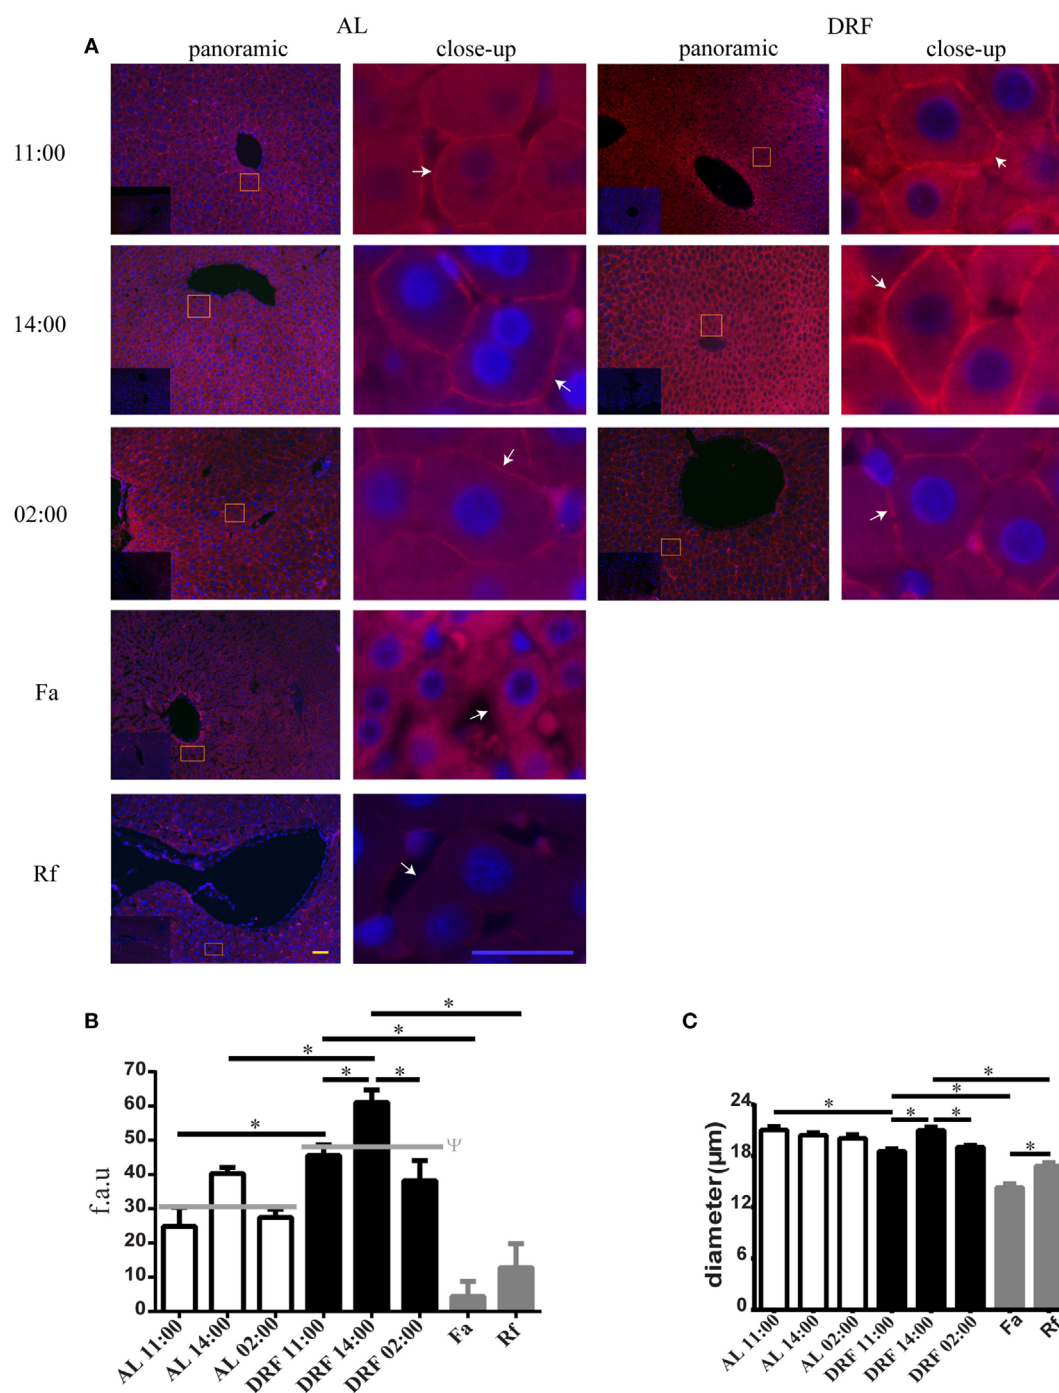 AL DRF
A panoramic close-up panoramic close-up
11:00
14:00
02:00
Fa
Rf
B
*
*
*
* *
*
Ψ
f.a.u
70
60
50
40
30
20
10
0
AL 11:00 AL 14:00 AL 02:00 DRF 11:00 DRF 14:00 DRF 02:00 Fa Rf
C
*
*
* * *
*
diameter(µm)
24
18
12
6
0
AL 11:00 AL 14:00 AL 02:00 DRF 11:00 DRF 14:00 DRF 02:00 Fa Rf